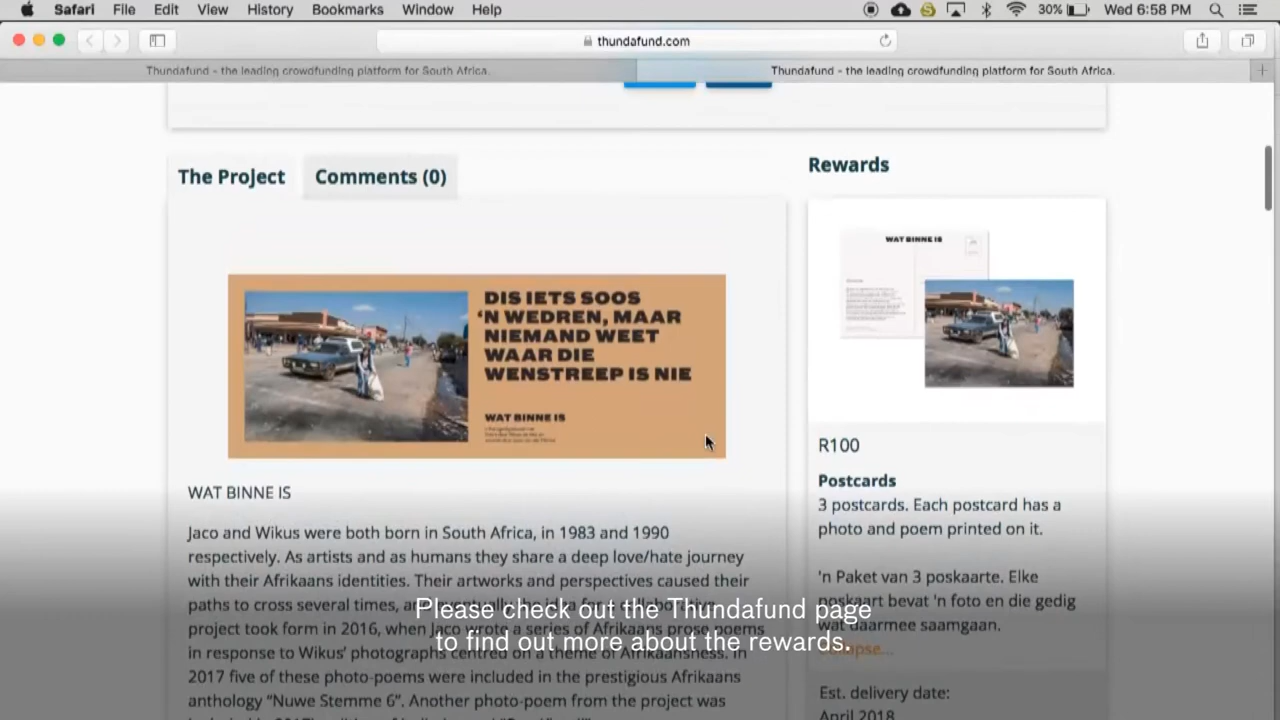 Safari File Edit View History Bookmarks Window Help
30% Wed 6:58 PM
thundafund.com
Thundafund - the leading crowdfunding platform for South Africa.
Thundafund - the leading crowdfunding platform for South Africa.
The Project
Comments (0)
DIS IETS SOOS
'N WEDREN, MAAR
NIEMAND WEET
WAAR DIE
WENSTREEP IS NIE
WAT BINNE IS
WAT BINNE IS
Jaco and Wikus were both born in South Africa, in 1983 and 1990
respectively. As artists and as humans they share a deep love/hate journey
with their Afrikaans identities. Their artworks and perspectives caused their
paths to cross several times,
project took form in 2016, when Jaco wrote a series of Afrikaans prose poems
in response to Wikus' photographs centred on a theme of Afrikaansness. In
2017 five of these photo-poems were included in the prestigious Afrikaans
anthology "Nuwe Stemme 6". Another photo-poem from the project was
Rewards
WAT BINNE IS
R100
Postcards
3 postcards. Each postcard has a
photo and poem printed on it.
'n Paket van 3 poskaarte. Elke
poskaart bevat 'n foto en die gedig
wat daarmee saamgaan.
Collapse...
Est. delivery date:
April 2018
Please check out the Thundafund page
to find out more about the rewards.